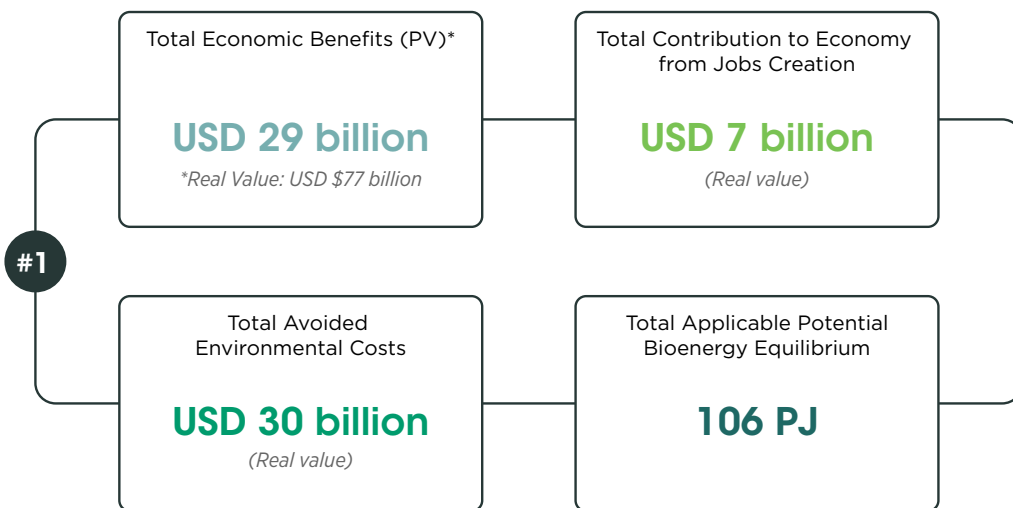 Total Economic Benefits (PV)*
USD 29 billion
*Real Value: USD $77 billion
Total Contribution to Economy
from Jobs Creation
USD 7 billion
(Real value)
#1
Total Avoided
Environmental Costs
USD 30 billion
(Real value)
Total Applicable Potential
Bioenergy Equilibrium
106 PJ